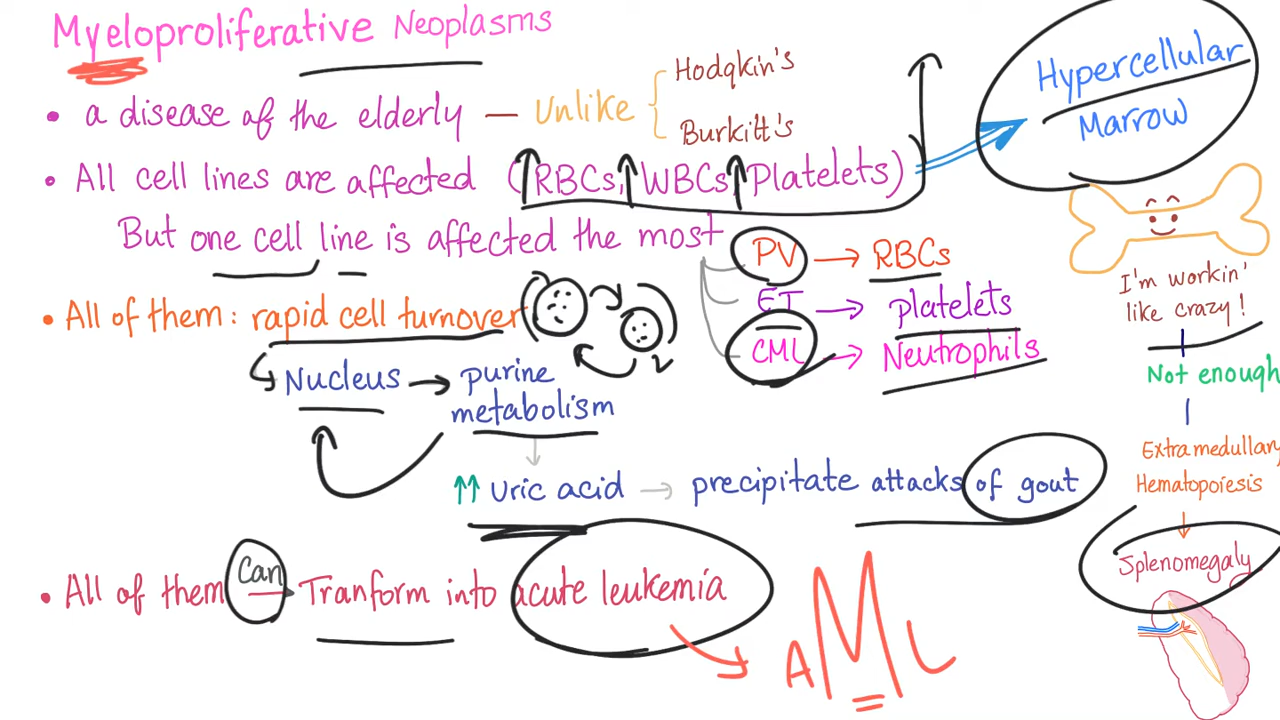 Myeloproliferative Neoplasms
• a disease of the elderly — Unlike { Hodgkin's
Burkitt's
• All cell lines are affected (↑RBCs, ↑WBCs, ↑Platelets)
Hypercellular
Marrow
But one cell line is affected the most
PV → RBCs
ET → platelets
CML → Neutrophils
• All of them: rapid cell turnover
Nucleus → purine
metabolism
↑↑ Uric acid → precipitate attacks of gout
• All of them Can Tranform into acute leukemia
AML
I'm workin'
like crazy!
Not enough
Extramedullary
Hematopoiesis
Splenomegaly